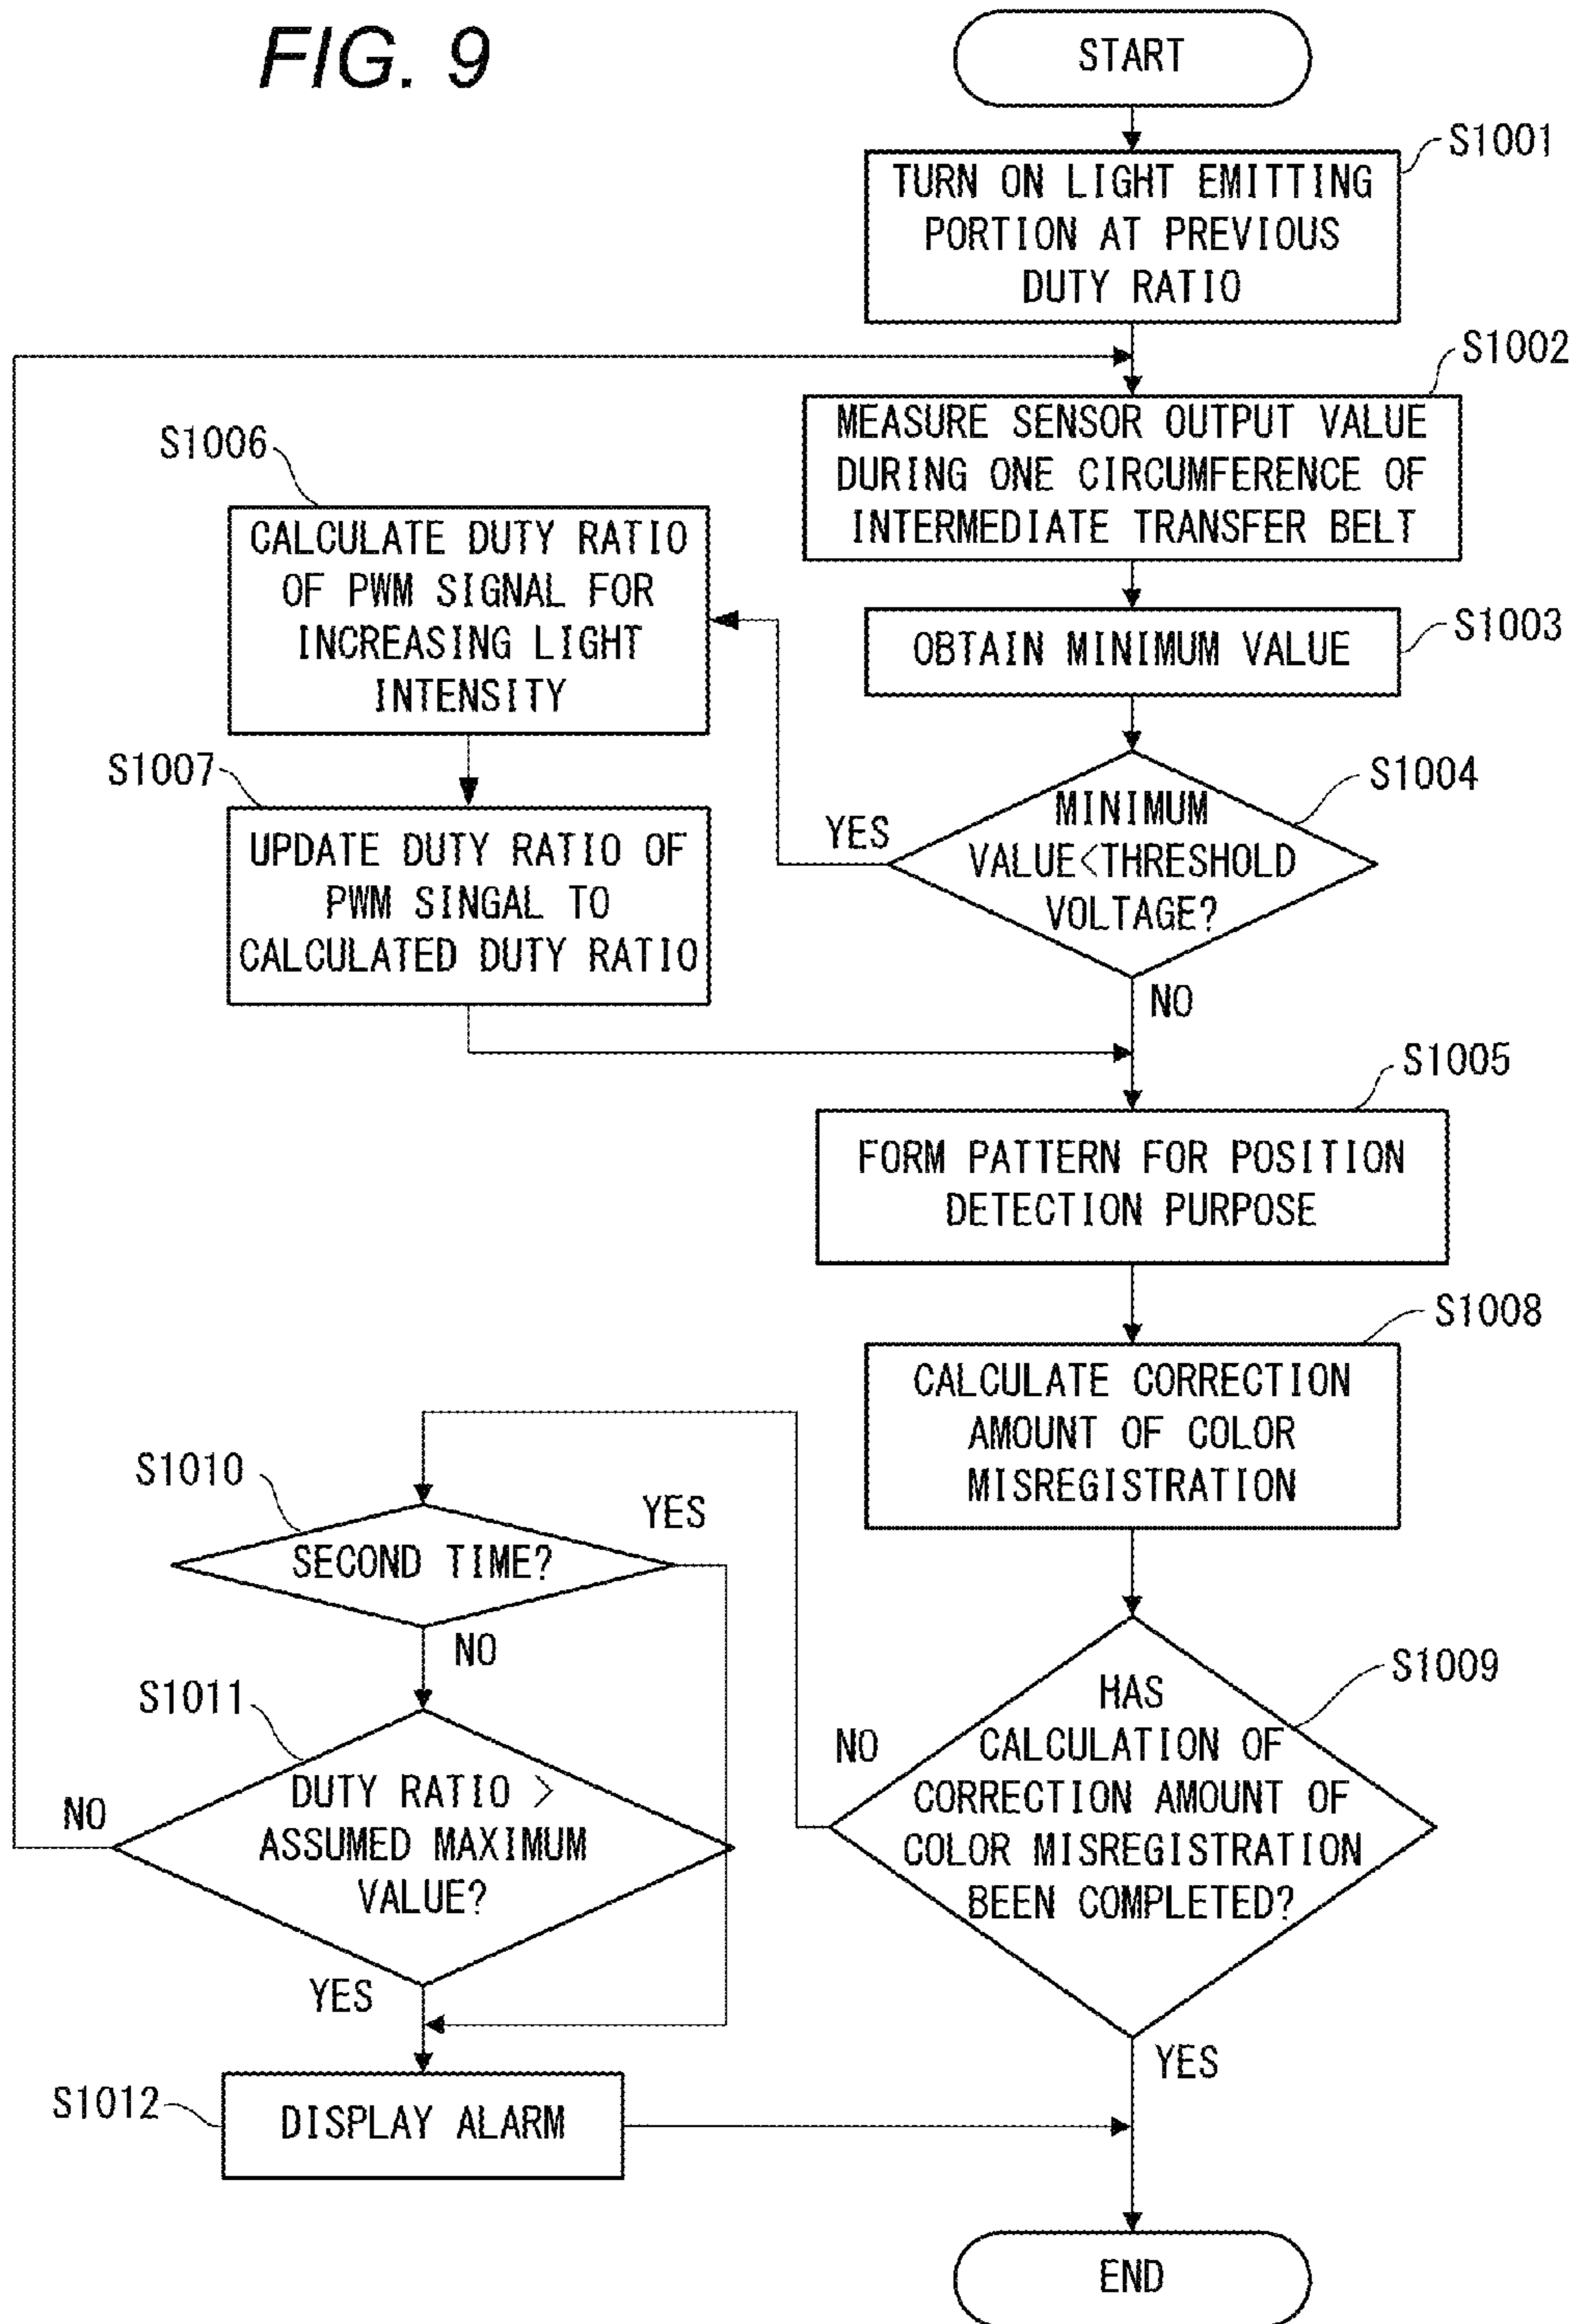 FIG. 9
START
S1001
TURN ON LIGHT EMITTING
PORTION AT PREVIOUS
DUTY RATIO
S1002
MEASURE SENSOR OUTPUT VALUE
DURING ONE CIRCUMFERENCE OF
INTERMEDIATE TRANSFER BELT
S1003
OBTAIN MINIMUM VALUE
S1004
MINIMUM
VALUE<THRESHOLD
VOLTAGE?
YES
NO
S1006
CALCULATE DUTY RATIO
OF PWM SIGNAL FOR
INCREASING LIGHT
INTENSITY
S1007
UPDATE DUTY RATIO OF
PWM SINGAL TO
CALCULATED DUTY RATIO
S1005
FORM PATTERN FOR POSITION
DETECTION PURPOSE
S1008
CALCULATE CORRECTION
AMOUNT OF COLOR
MISREGISTRATION
S1009
HAS
CALCULATION OF
CORRECTION AMOUNT OF
COLOR MISREGISTRATION
BEEN COMPLETED?
NO
YES
S1010
SECOND TIME?
YES
NO
S1011
DUTY RATIO >
ASSUMED MAXIMUM
VALUE?
NO
YES
S1012
DISPLAY ALARM
END